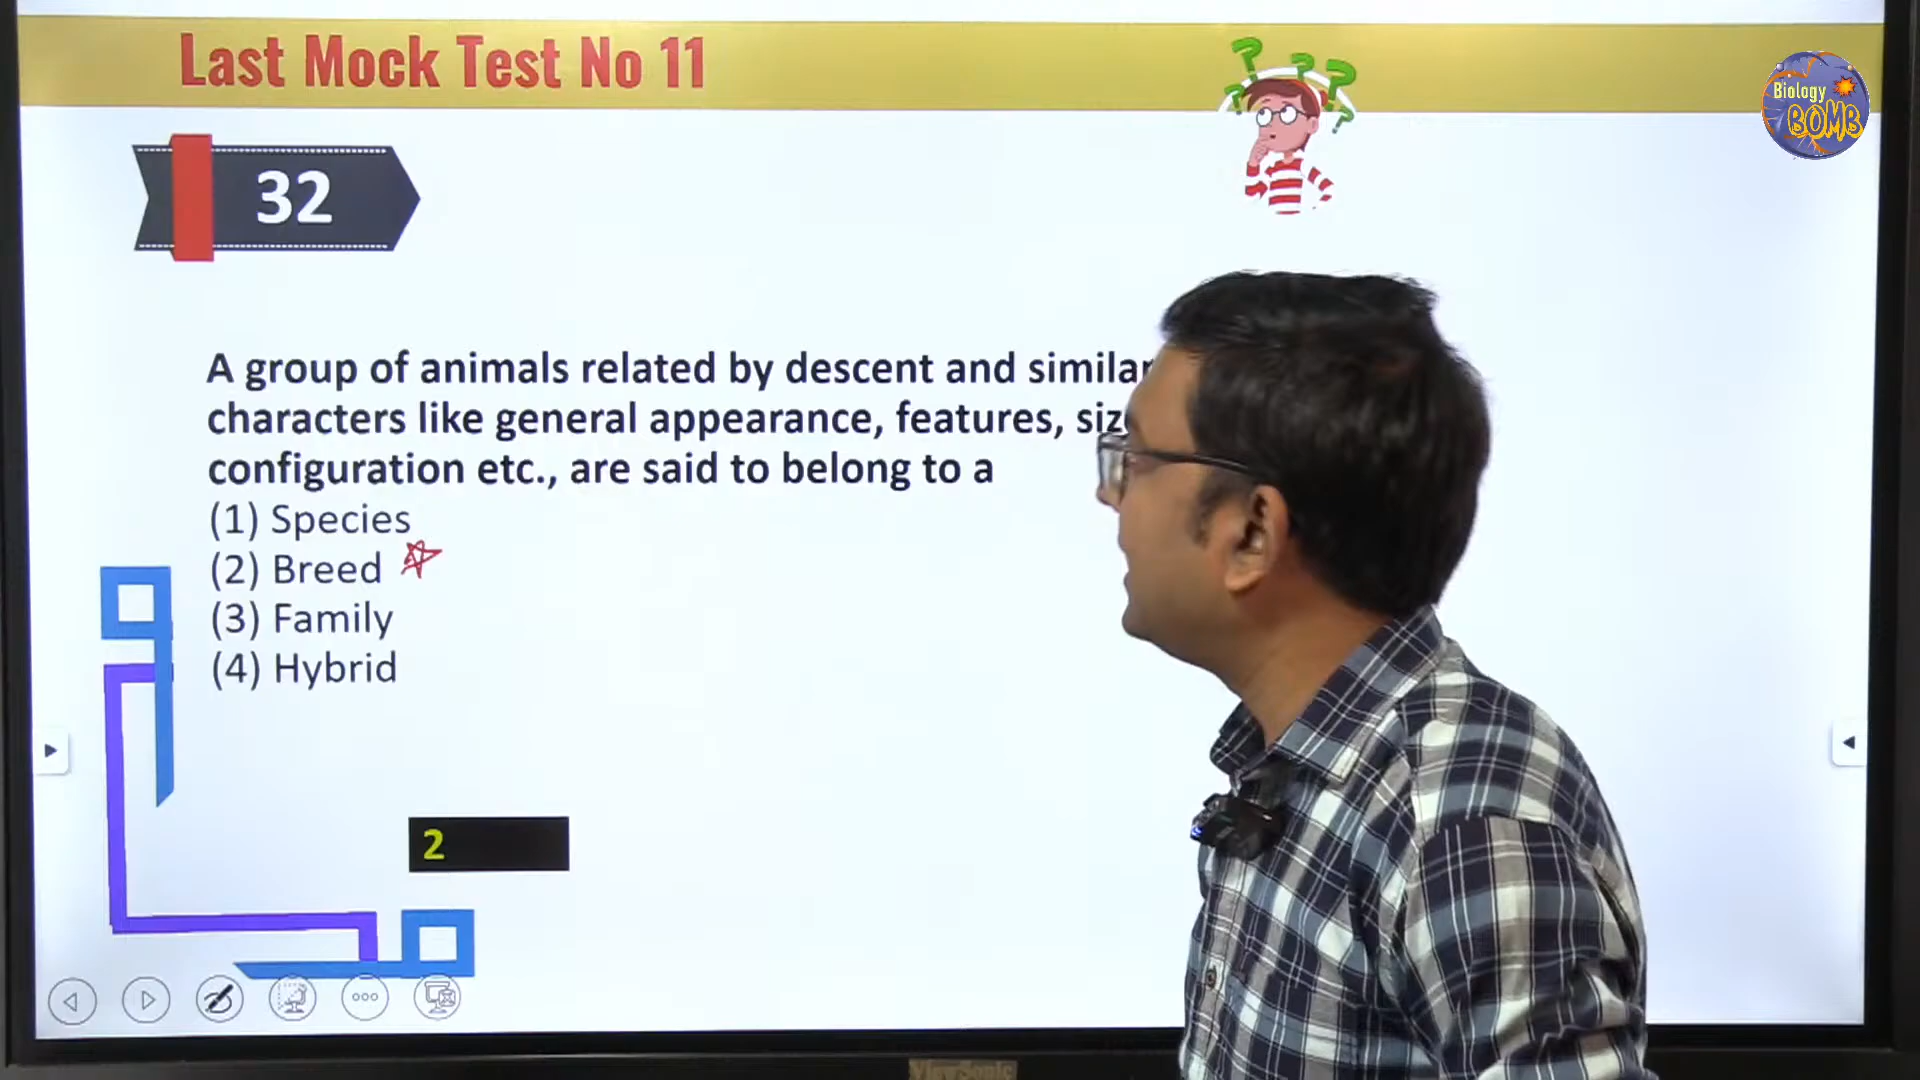 Last Mock Test No 11
Biology
BOMB
32
A group of animals related by descent and similar
characters like general appearance, features,
configuration etc., are said to belong to a
(1) Species
(2) Breed
(3) Family
(4) Hybrid
2
ViewSonic